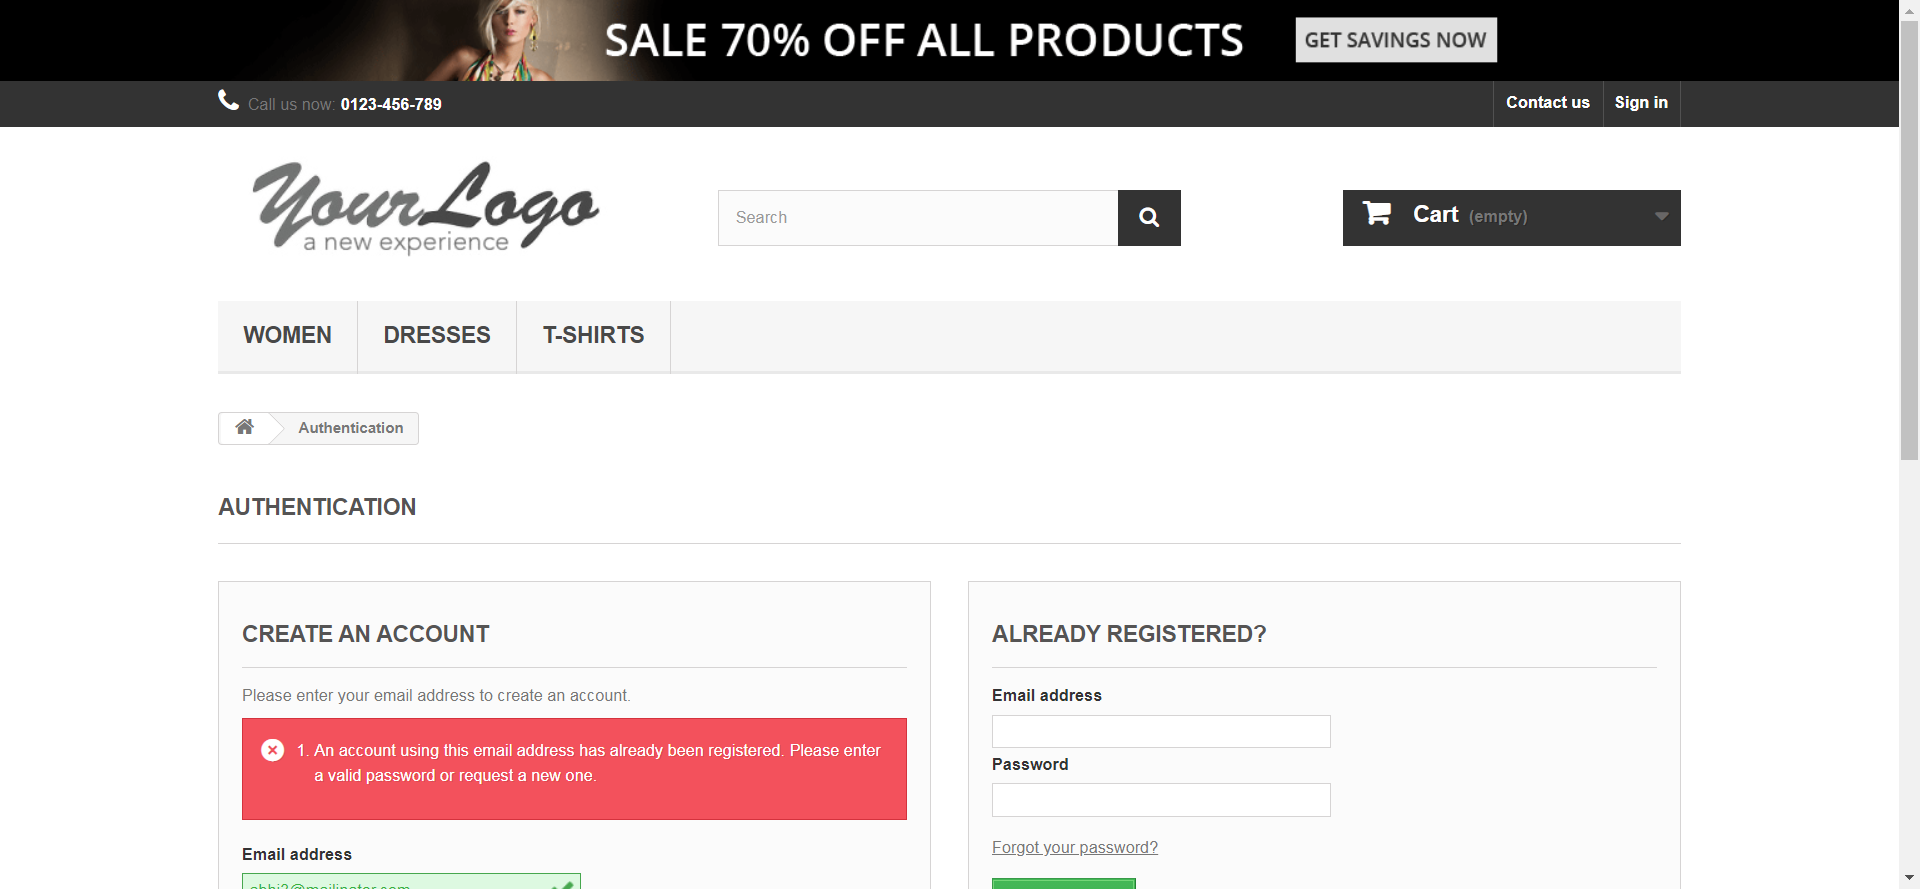 SALE 70% OFF ALL PRODUCTS
GET SAVINGS NOW
Call us now: 0123-456-789
Contact us
Sign in
YourLogo
a new experience
Search
Cart (empty)
WOMEN
DRESSES
T-SHIRTS
Authentication
AUTHENTICATION
CREATE AN ACCOUNT
Please enter your email address to create an account.
1. An account using this email address has already been registered. Please enter
a valid password or request a new one.
Email address
ALREADY REGISTERED?
Email address
Password
Forgot your password?